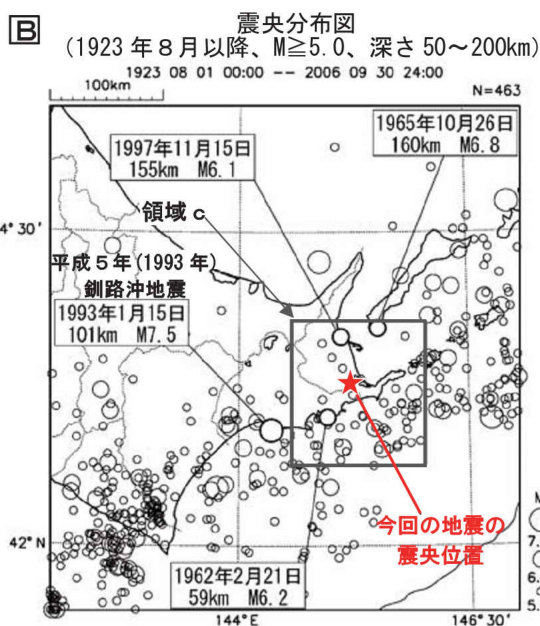 B
震央分布図
(1923年8月以降、M≧5.0、深さ50～200km)
1923 08 01 00:00 -- 2006 09 30 24:00
100km
N=463
1997年11月15日
155km M6.1
1965年10月26日
160km M6.8
領域c
4°30'
平成5年(1993年)
釧路沖地震
1993年1月15日
101km M7.5
今回の地震の
震央位置
M
7.
6.
5.
42°N
1962年2月21日
59km M6.2
144°E
146°30'